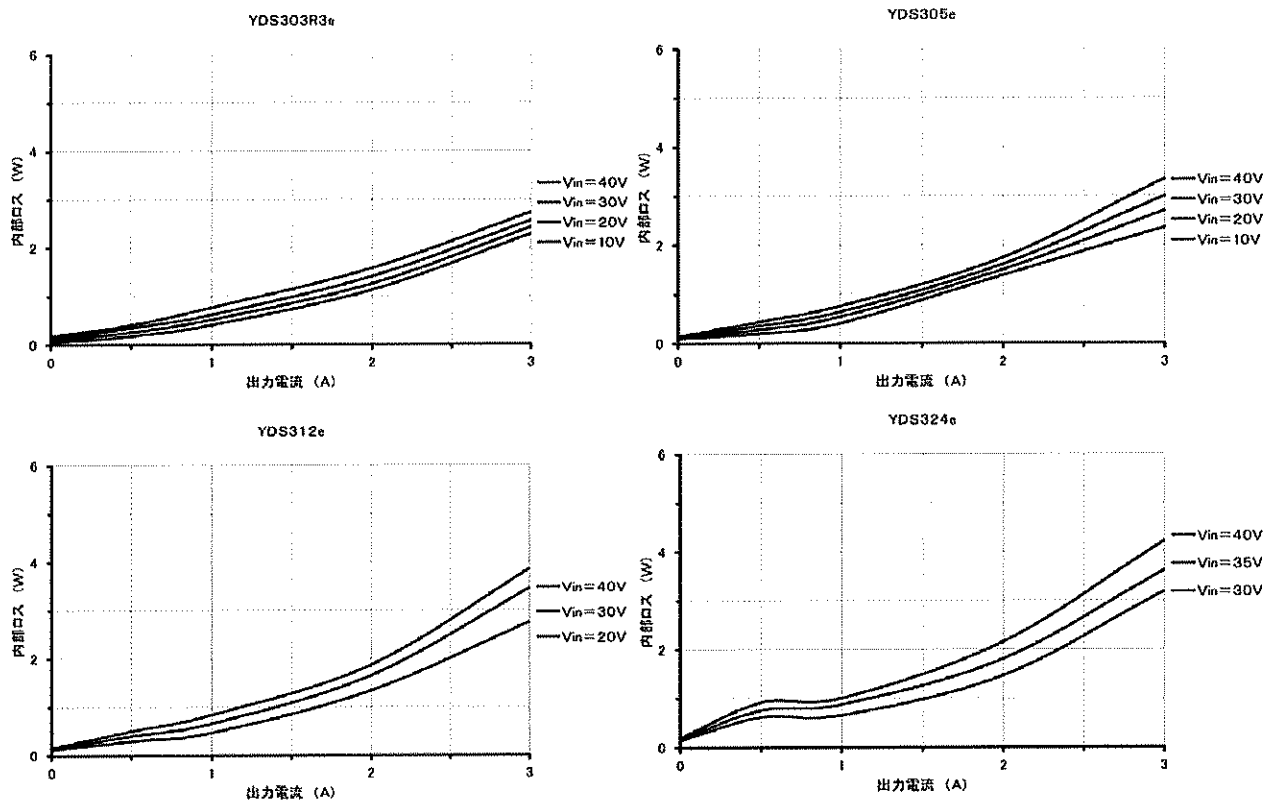 YDS303R3e
6
4
2
0
内部ロス (W)
0
1
2
3
出力電流 (A)
Vin=40V
Vin=30V
Vin=20V
Vin=10V
YDS305e
6
4
2
0
内部ロス (W)
0
1
2
3
出力電流 (A)
Vin=40V
Vin=30V
Vin=20V
Vin=10V
YDS312e
6
4
2
0
内部ロス (W)
0
1
2
3
出力電流 (A)
Vin=40V
Vin=30V
Vin=20V
YDS324e
6
4
2
0
内部ロス (W)
0
1
2
3
出力電流 (A)
Vin=40V
Vin=35V
Vin=30V